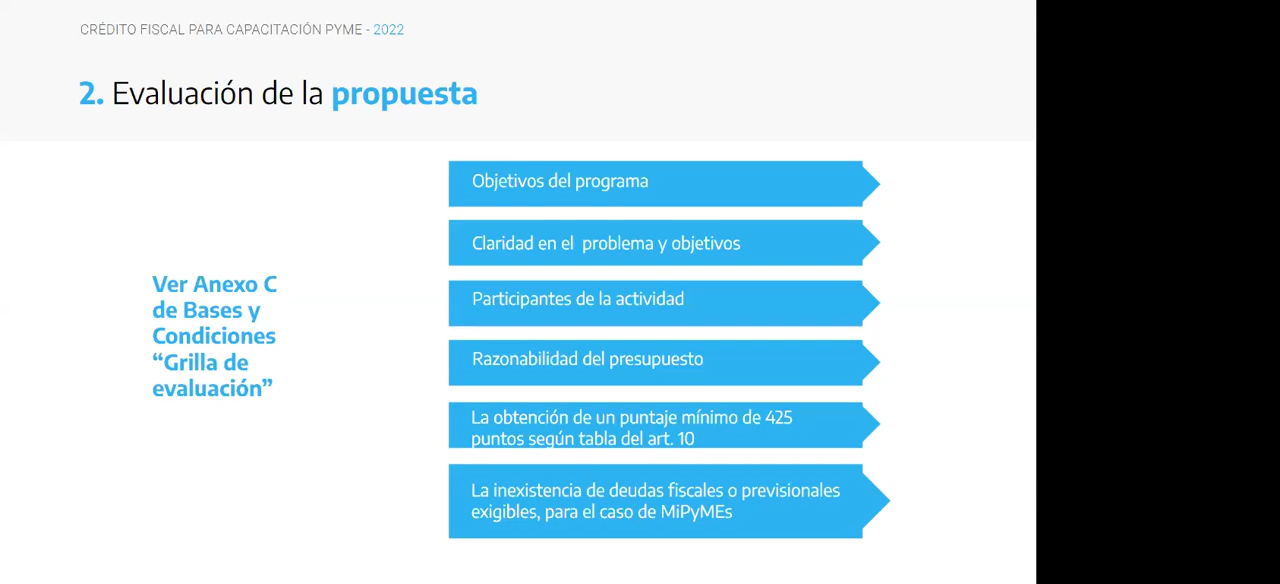 CRÉDITO FISCAL PARA CAPACITACIÓN PYME - 2022
2. Evaluación de la propuesta
Ver Anexo C
de Bases y
Condiciones
“Grilla de
evaluación”
Objetivos del programa
Claridad en el problema y objetivos
Participantes de la actividad
Razonabilidad del presupuesto
La obtención de un puntaje mínimo de 425
puntos según tabla del art. 10
La inexistencia de deudas fiscales o previsionales
exigibles, para el caso de MiPyMEs